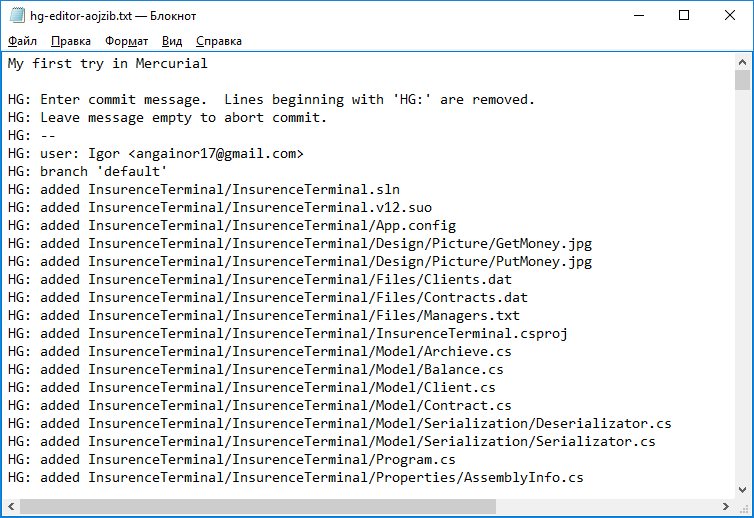 hg-editor-aojzib.txt — Блокнот
Файл Правка Формат Вид Справка
My first try in Mercurial
HG: Enter commit message.  Lines beginning with 'HG:' are removed.
HG: Leave message empty to abort commit.
HG: --
HG: user: Igor <angainor17@gmail.com>
HG: branch 'default'
HG: added InsurenceTerminal/InsurenceTerminal.sln
HG: added InsurenceTerminal/InsurenceTerminal.v12.suo
HG: added InsurenceTerminal/InsurenceTerminal/App.config
HG: added InsurenceTerminal/InsurenceTerminal/Design/Picture/GetMoney.jpg
HG: added InsurenceTerminal/InsurenceTerminal/Design/Picture/PutMoney.jpg
HG: added InsurenceTerminal/InsurenceTerminal/Files/Clients.dat
HG: added InsurenceTerminal/InsurenceTerminal/Files/Contracts.dat
HG: added InsurenceTerminal/InsurenceTerminal/Files/Managers.txt
HG: added InsurenceTerminal/InsurenceTerminal/InsurenceTerminal.csproj
HG: added InsurenceTerminal/InsurenceTerminal/Model/Archieve.cs
HG: added InsurenceTerminal/InsurenceTerminal/Model/Balance.cs
HG: added InsurenceTerminal/InsurenceTerminal/Model/Client.cs
HG: added InsurenceTerminal/InsurenceTerminal/Model/Contract.cs
HG: added InsurenceTerminal/InsurenceTerminal/Model/Serialization/Deserializator.cs
HG: added InsurenceTerminal/InsurenceTerminal/Model/Serialization/Serializator.cs
HG: added InsurenceTerminal/InsurenceTerminal/Program.cs
HG: added InsurenceTerminal/InsurenceTerminal/Properties/AssemblyInfo.cs